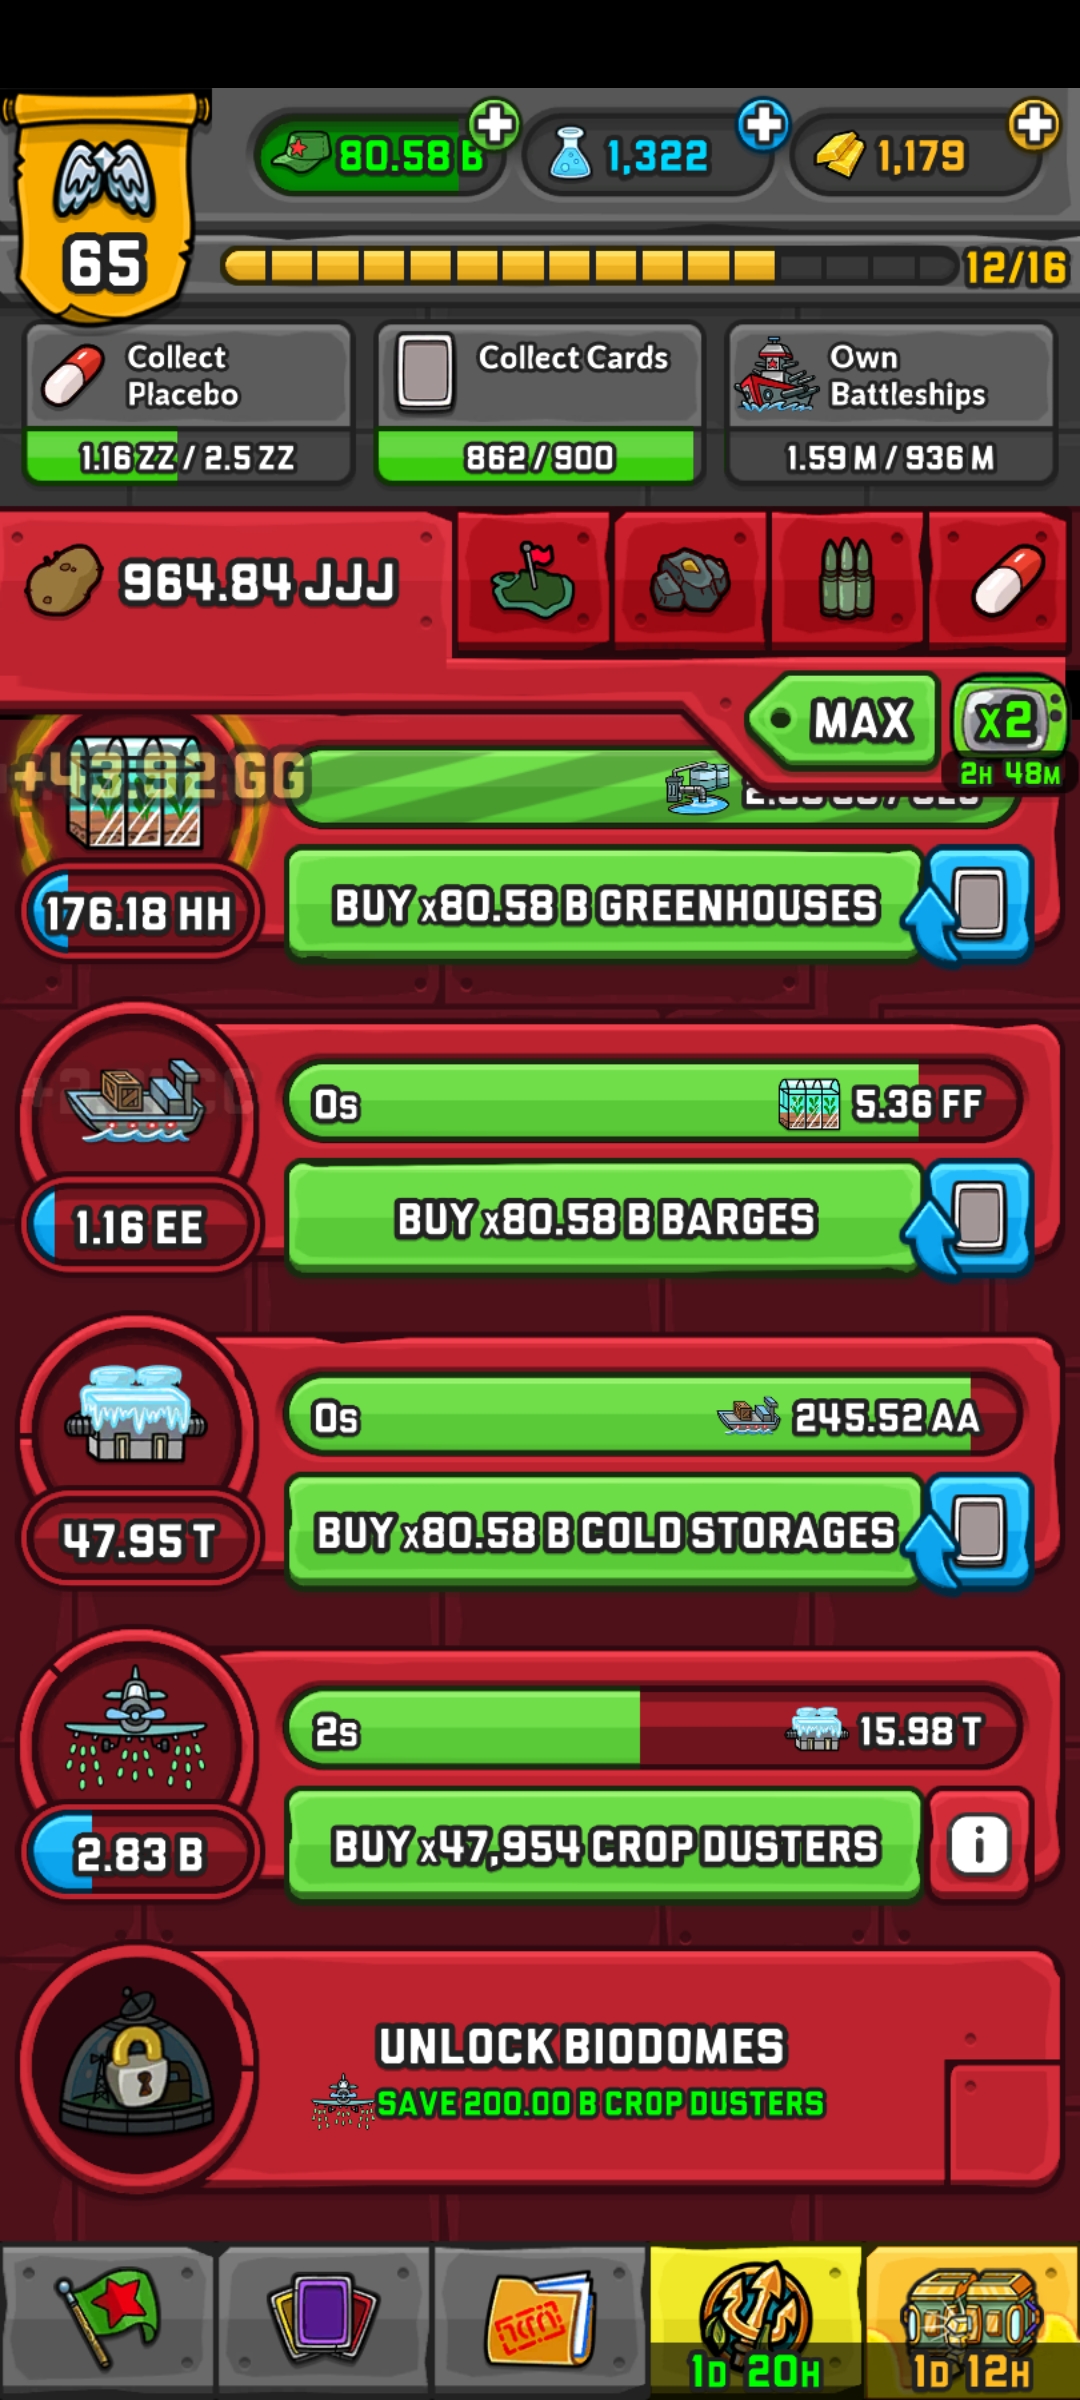 80.58 B
1,322
1,179
65
12/16
Collect
Placebo
1.16 ZZ / 2.5 ZZ
Collect Cards
862/900
Own
Battleships
1.59 M / 936 M
964.84 JJJ
MAX
x2
2H 48M
+43.92 GG
176.18 HH
BUY x80.58 B GREENHOUSES
0s
5.36 FF
1.16 EE
BUY x80.58 B BARGES
0s
245.52 AA
47.95 T
BUY x80.58 B COLD STORAGES
2s
15.98 T
2.83 B
BUY x47,954 CROP DUSTERS
i
UNLOCK BIODOMES
SAVE 200.00 B CROP DUSTERS
1D 20H
1D 12H